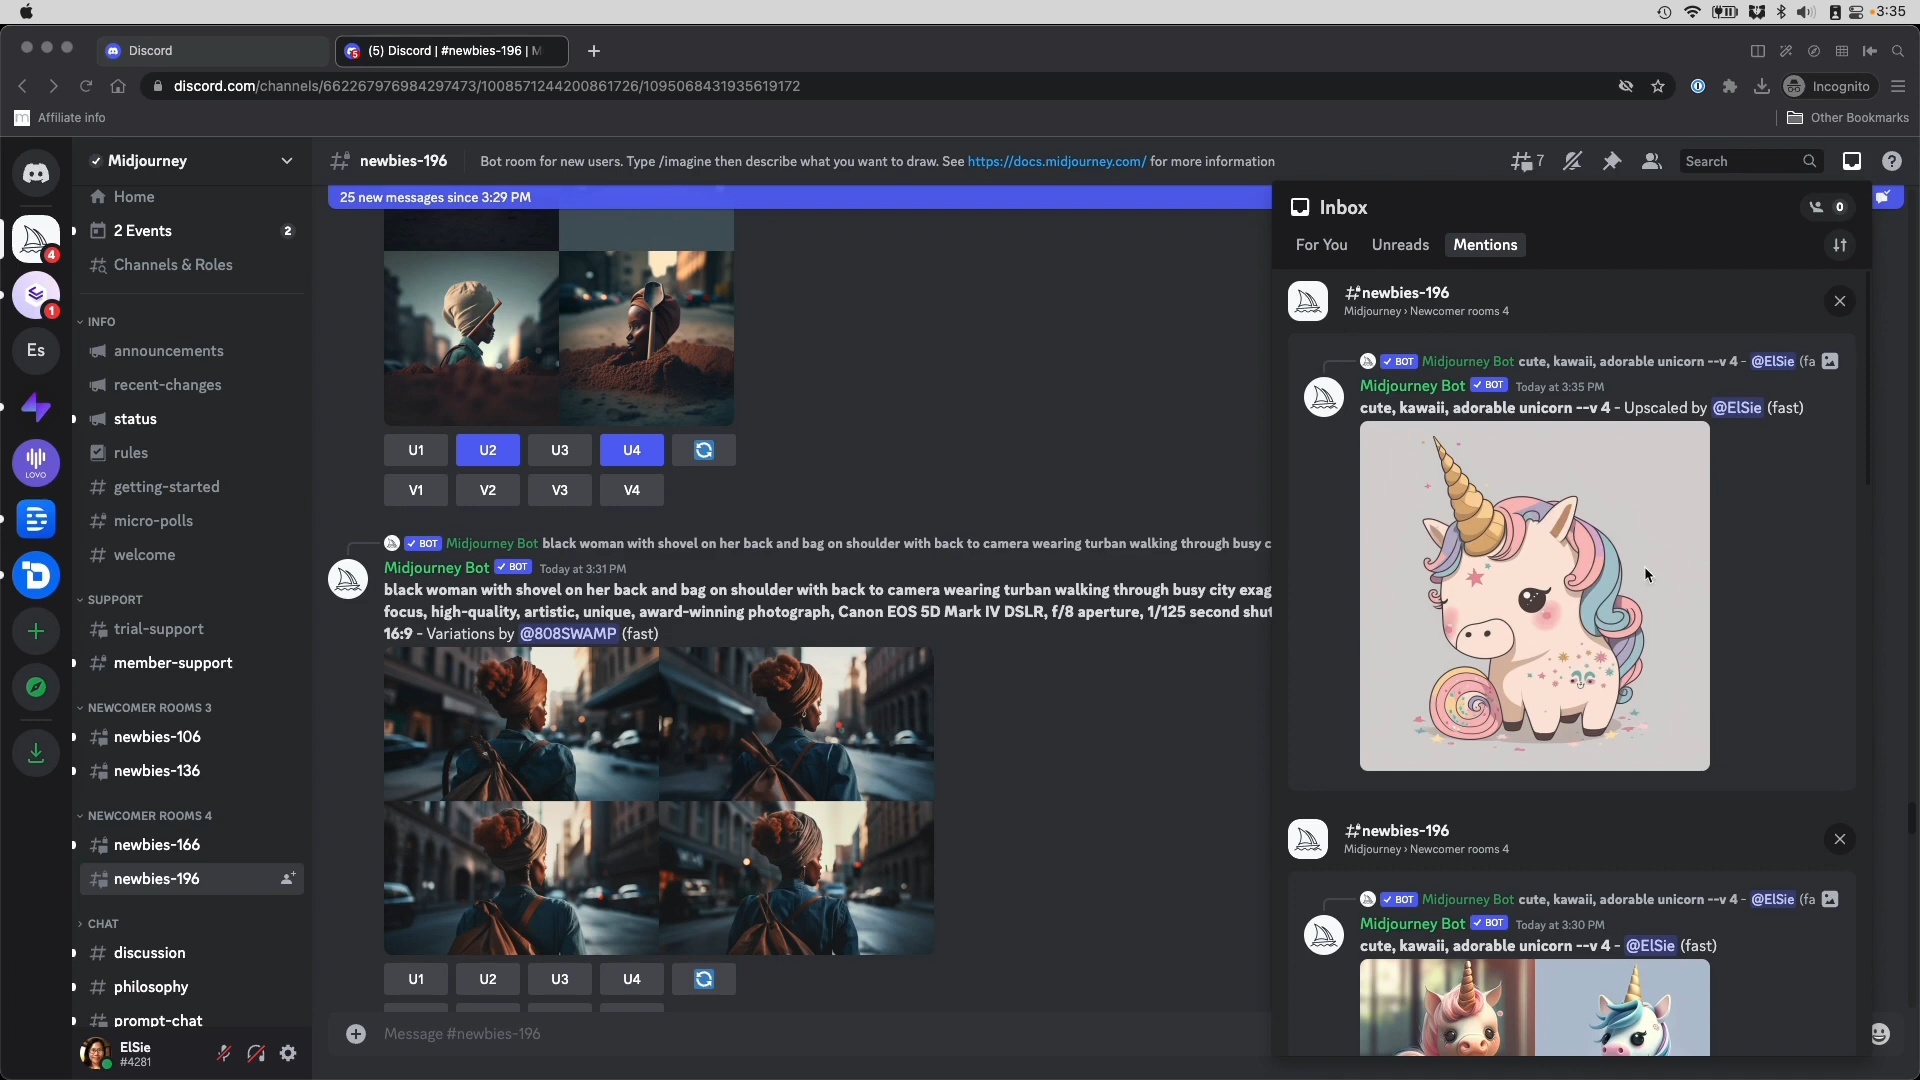 3:35
Discord
(5) Discord | #newbies-196 | M
discord.com/channels/662267976984297473/1008571244200861726/1095068431935619172
Incognito
Affiliate info
Other Bookmarks
4
1
Es
LOVO
Midjourney
Home
2 Events
2
Channels & Roles
INFO
announcements
recent-changes
status
rules
getting-started
micro-polls
welcome
SUPPORT
trial-support
member-support
NEWCOMER ROOMS 3
newbies-106
newbies-136
NEWCOMER ROOMS 4
newbies-166
newbies-196
CHAT
discussion
philosophy
prompt-chat
ElSie
#4281
newbies-196
Bot room for new users. Type /imagine then describe what you want to draw. See https://docs.midjourney.com/ for more information
7
Search
25 new messages since 3:29 PM
U1 U2 U3 U4
V1 V2 V3 V4
BOT Midjourney Bot black woman with shovel on her back and bag on shoulder with back to camera wearing turban walking through busy c
Midjourney Bot BOT Today at 3:31 PM
black woman with shovel on her back and bag on shoulder with back to camera wearing turban walking through busy city exag
focus, high-quality, artistic, unique, award-winning photograph, Canon EOS 5D Mark IV DSLR, f/8 aperture, 1/125 second shut
16:9 - Variations by @808SWAMP (fast)
U1 U2 U3 U4
Message #newbies-196
Inbox
0
For You Unreads Mentions
#newbies-196
Midjourney › Newcomer rooms 4
BOT Midjourney Bot cute, kawaii, adorable unicorn --v 4 - @ElSie (fa
Midjourney Bot BOT Today at 3:35 PM
cute, kawaii, adorable unicorn --v 4 - Upscaled by @ElSie (fast)
#newbies-196
Midjourney › Newcomer rooms 4
BOT Midjourney Bot cute, kawaii, adorable unicorn --v 4 - @ElSie (fa
Midjourney Bot BOT Today at 3:30 PM
cute, kawaii, adorable unicorn --v 4 - @ElSie (fast)